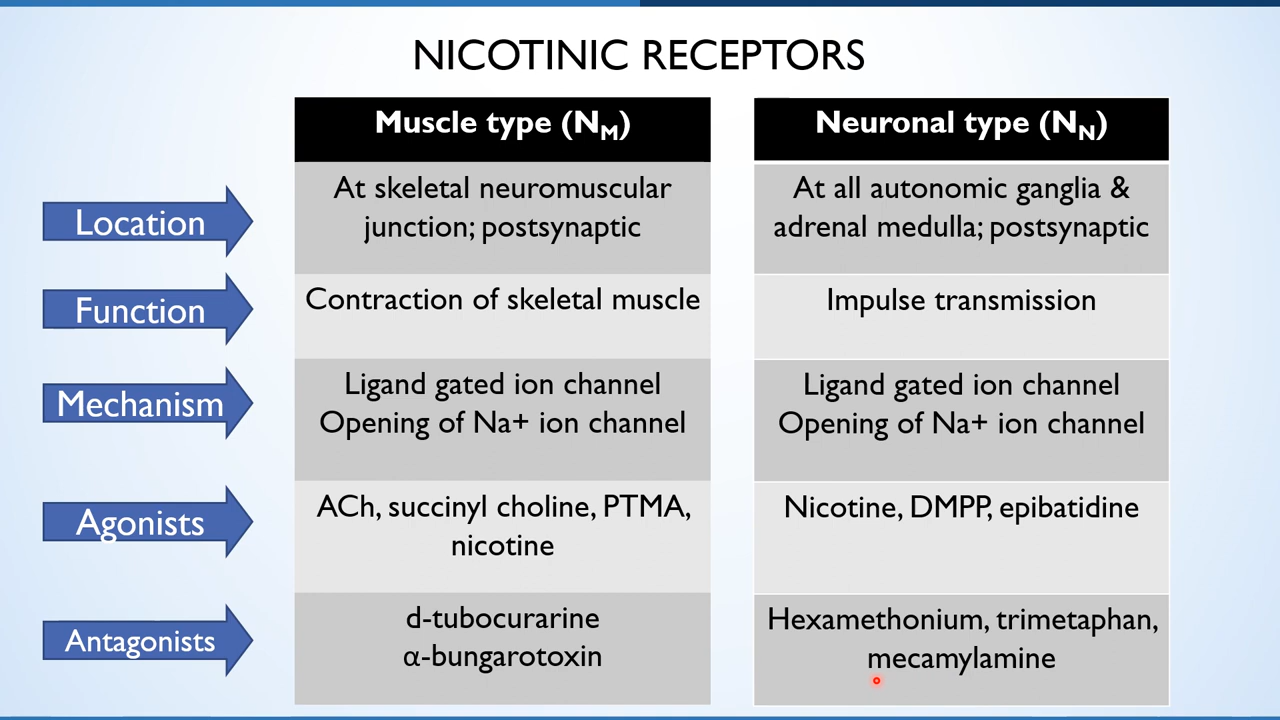 NICOTINIC RECEPTORS
Muscle type (NM)
Neuronal type (NN)
Location
At skeletal neuromuscular
junction; postsynaptic
At all autonomic ganglia &
adrenal medulla; postsynaptic
Function
Contraction of skeletal muscle
Impulse transmission
Mechanism
Ligand gated ion channel
Opening of Na+ ion channel
Ligand gated ion channel
Opening of Na+ ion channel
Agonists
ACh, succinyl choline, PTMA,
nicotine
Nicotine, DMPP, epibatidine
Antagonists
d-tubocurarine
α-bungarotoxin
Hexamethonium, trimetaphan,
mecamylamine